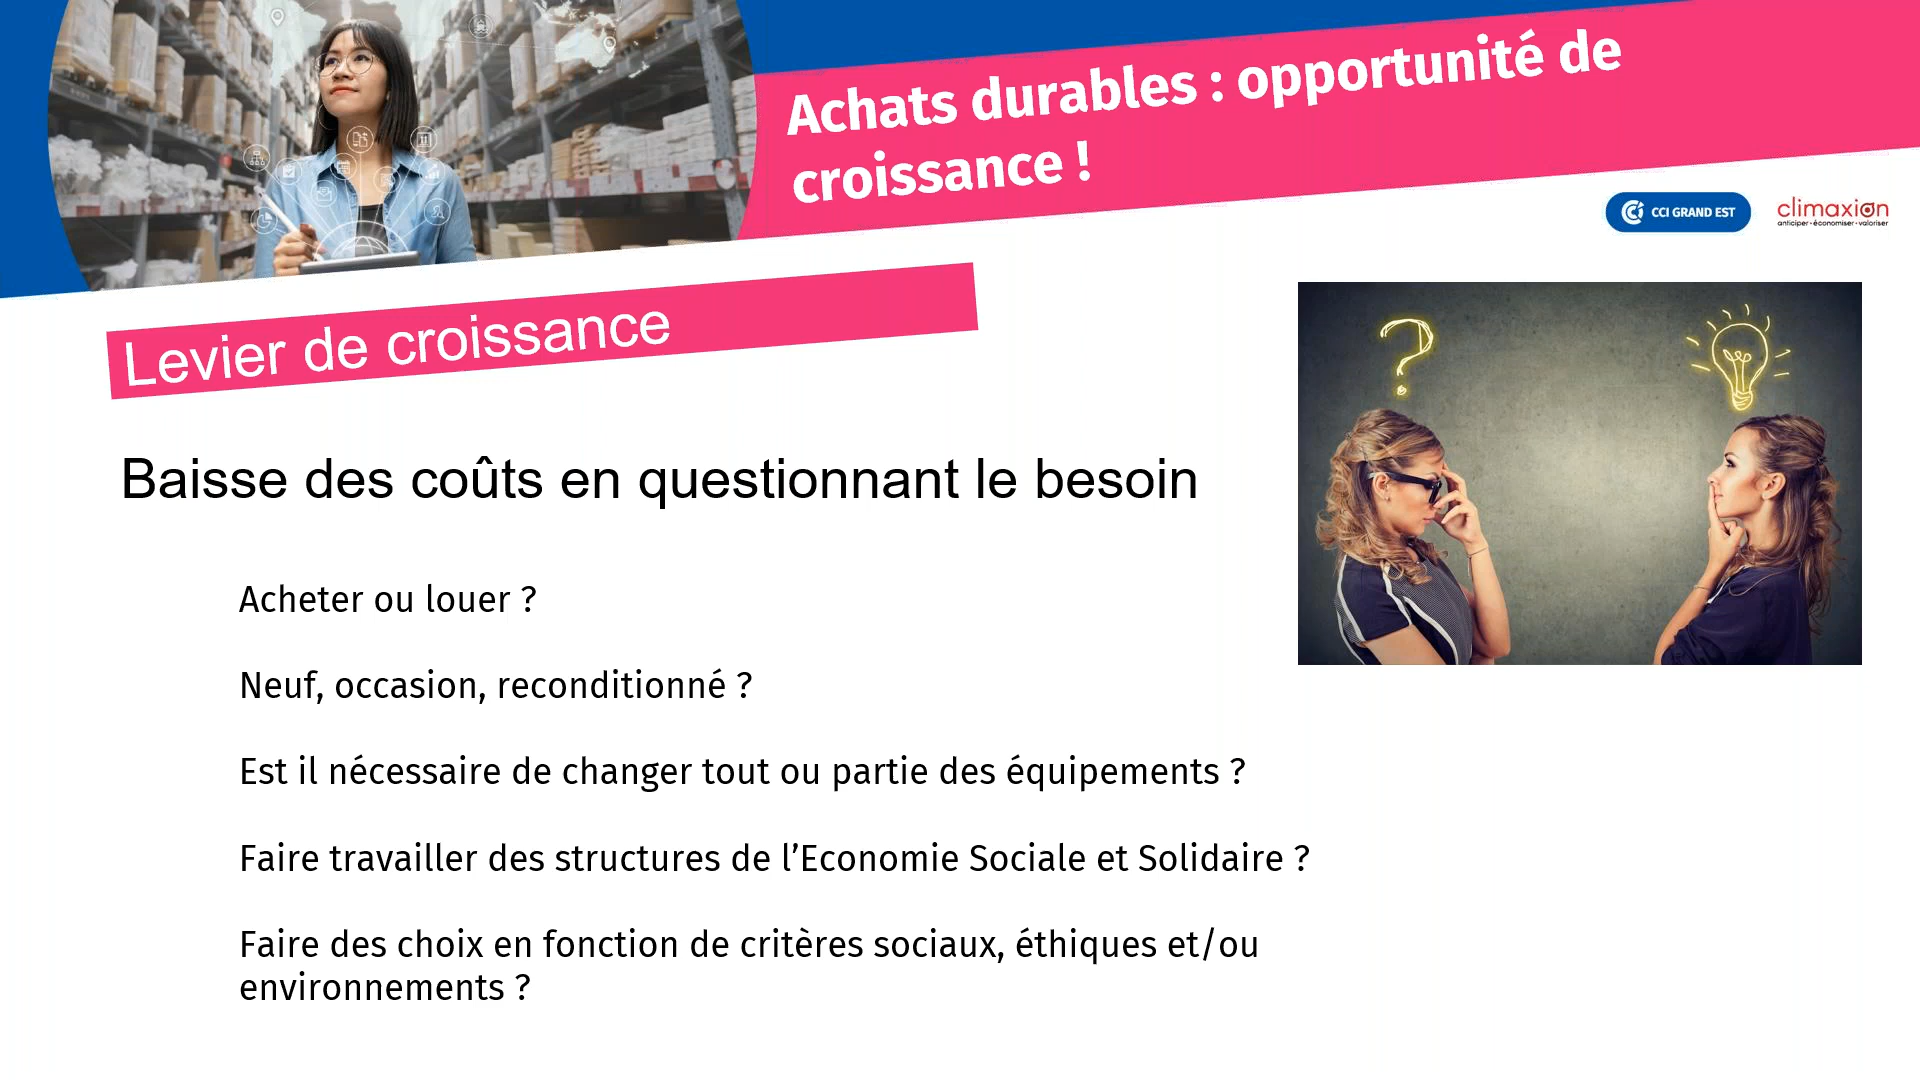 Achats durables : opportunité de
croissance !
CCI GRAND EST
climaxion
anticiper • économiser • valoriser
Levier de croissance
Baisse des coûts en questionnant le besoin
Acheter ou louer ?
Neuf, occasion, reconditionné ?
Est il nécessaire de changer tout ou partie des équipements ?
Faire travailler des structures de l’Economie Sociale et Solidaire ?
Faire des choix en fonction de critères sociaux, éthiques et/ou
environnements ?